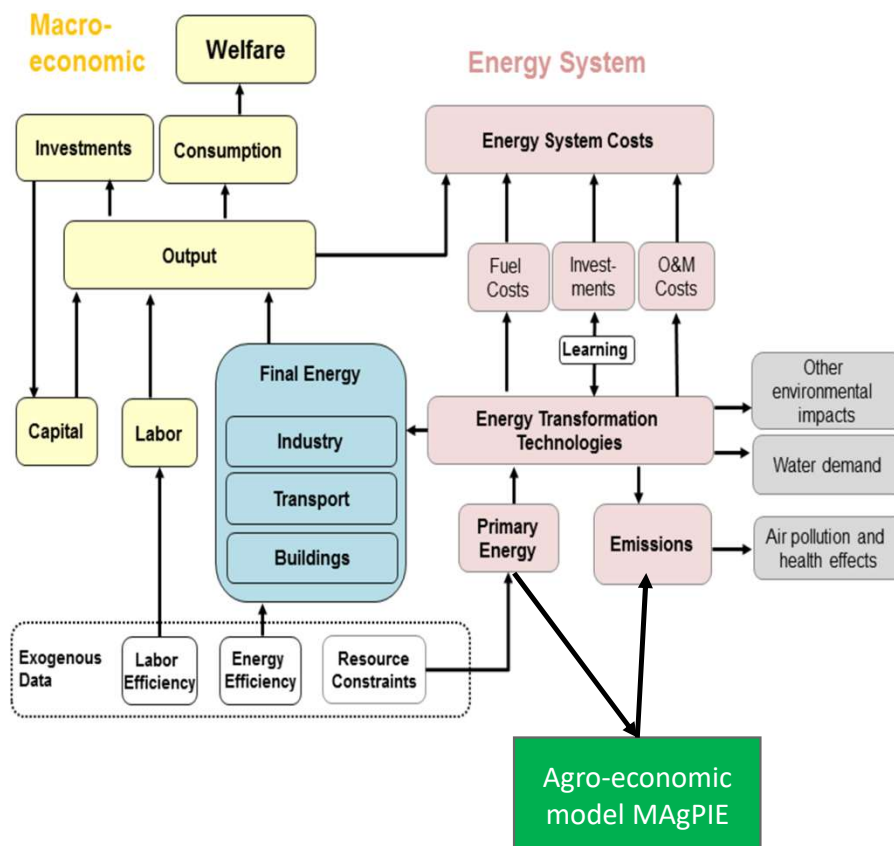 Macro-
economic
Welfare
Energy System
Investments
Consumption
Energy System Costs
Output
Fuel
Costs
Invest-
ments
O&M
Costs
Learning
Final Energy
Industry
Transport
Buildings
Capital
Labor
Energy Transformation
Technologies
Other
environmental
impacts
Water demand
Primary
Energy
Emissions
Air pollution and
health effects
Exogenous
Data
Labor
Efficiency
Energy
Efficiency
Resource
Constraints
Agro-economic
model MAgPIE